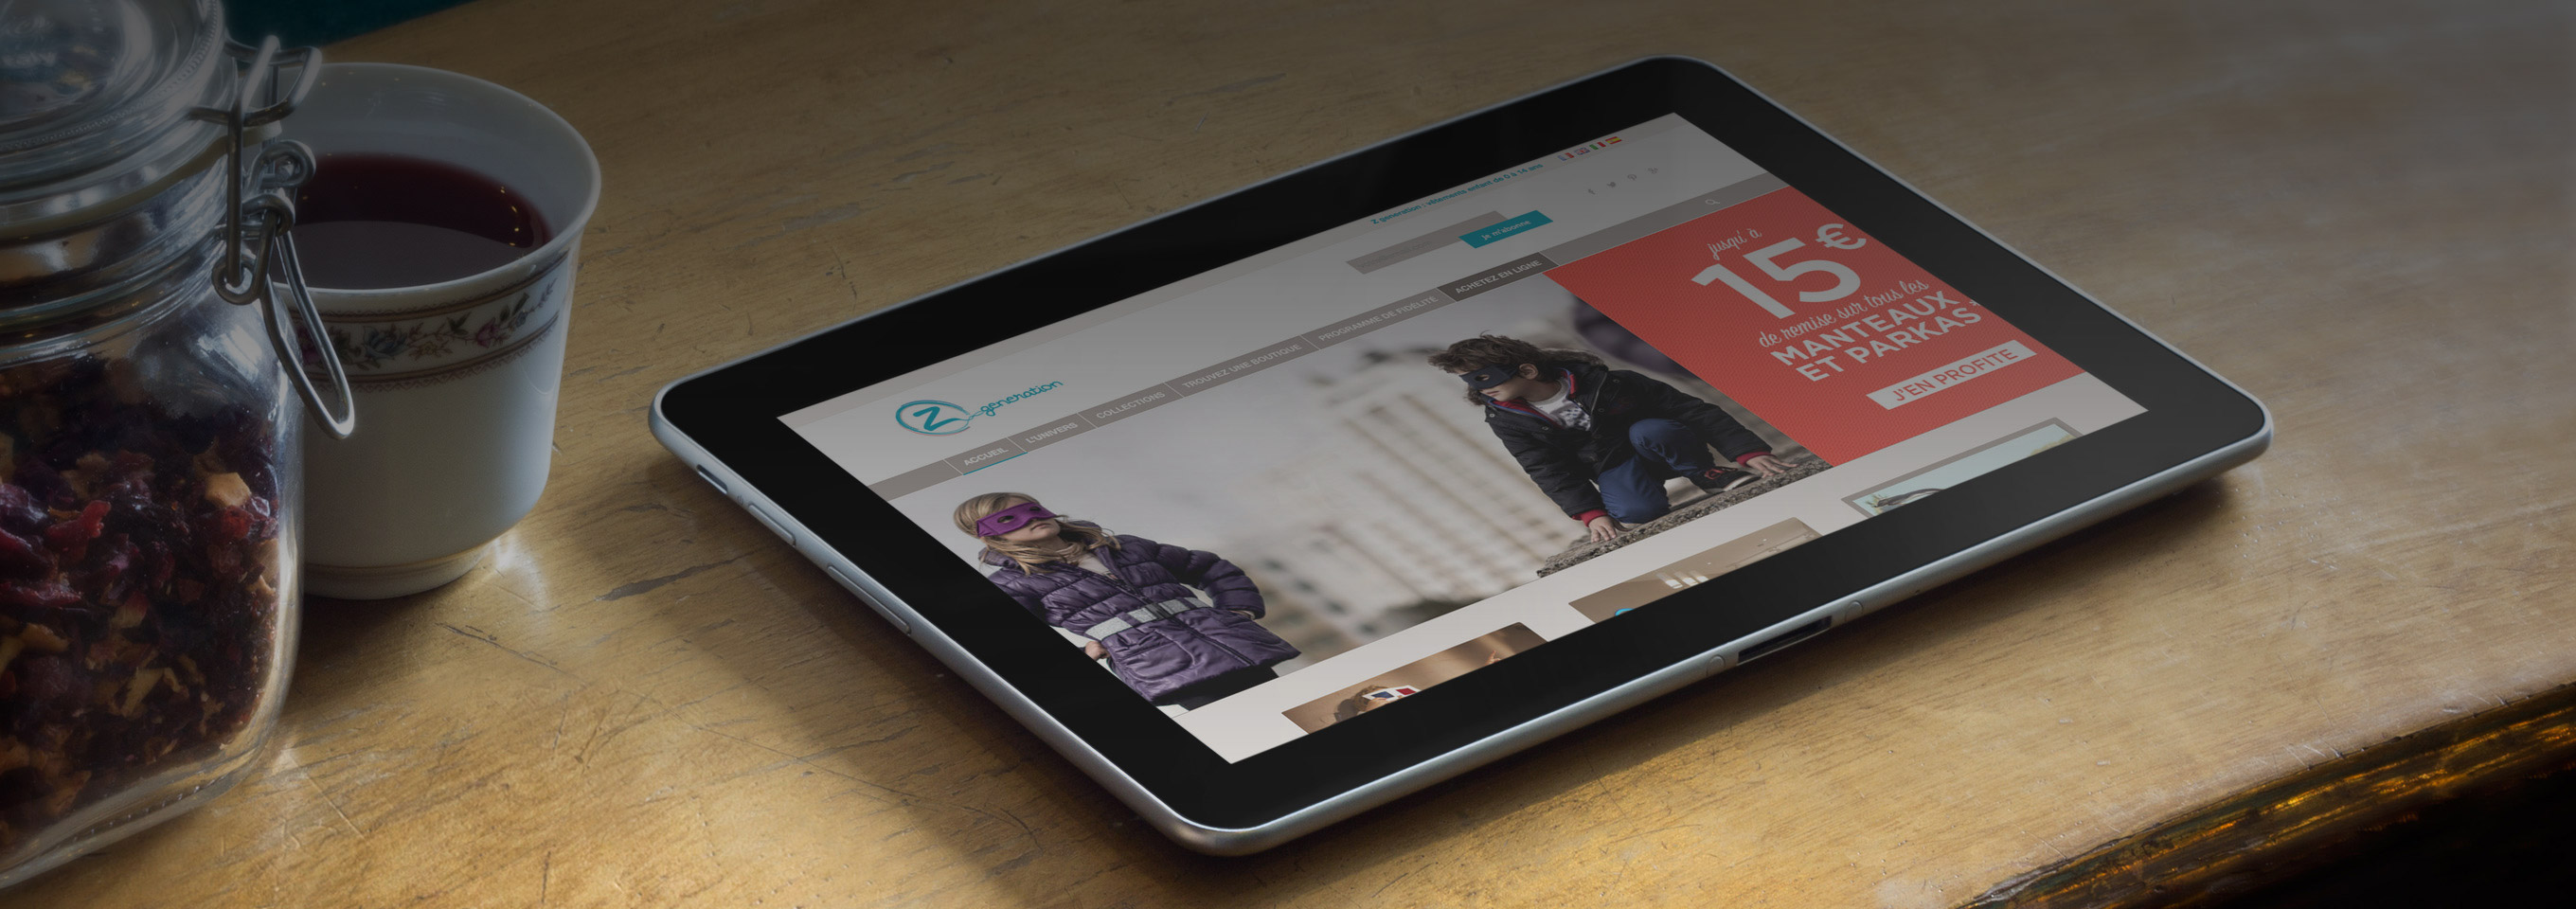 Z generation | vêtements enfant de 0 à 14 ans
je m'abonne
Z generation
ACCUEIL
L'UNIVERS
COLLECTIONS
TROUVEZ UNE BOUTIQUE
PROGRAMME DE FIDÉLITÉ
ACHETEZ EN LIGNE
jusqu'à
15€
de remise sur tous les
MANTEAUX
ET PARKAS*
J'EN PROFITE